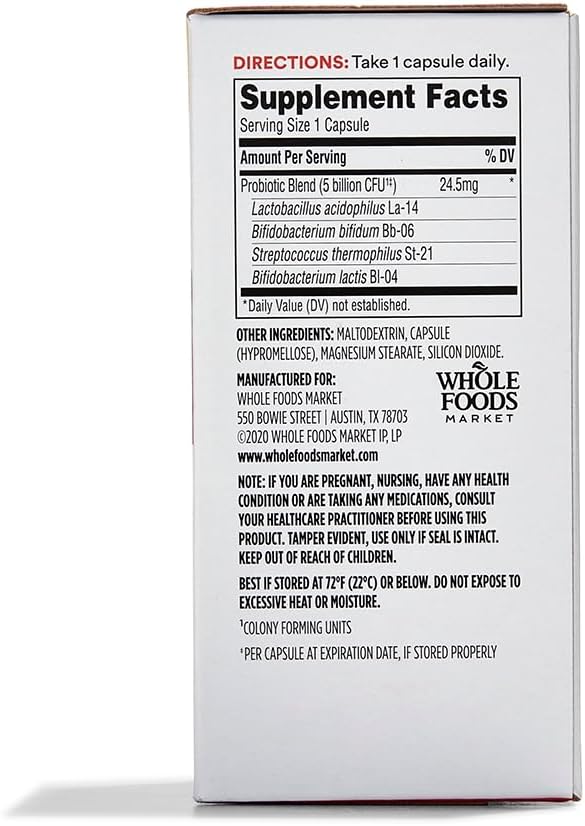 DIRECTIONS: Take 1 capsule daily.
Supplement Facts
Serving Size 1 Capsule
Amount Per Serving % DV
Probiotic Blend (5 billion CFU¹‡) 24.5mg *
Lactobacillus acidophilus La-14
Bifidobacterium bifidum Bb-06
Streptococcus thermophilus St-21
Bifidobacterium lactis Bl-04
*Daily Value (DV) not established.
OTHER INGREDIENTS: MALTODEXTRIN, CAPSULE
(HYPROMELLOSE), MAGNESIUM STEARATE, SILICON DIOXIDE.
MANUFACTURED FOR:
WHOLE FOODS MARKET
550 BOWIE STREET | AUSTIN, TX 78703
©2020 WHOLE FOODS MARKET IP, LP
www.wholefoodsmarket.com
WHOLE
FOODS
MARKET
NOTE: IF YOU ARE PREGNANT, NURSING, HAVE ANY HEALTH
CONDITION OR ARE TAKING ANY MEDICATIONS, CONSULT
YOUR HEALTHCARE PRACTITIONER BEFORE USING THIS
PRODUCT. TAMPER EVIDENT, USE ONLY IF SEAL IS INTACT.
KEEP OUT OF REACH OF CHILDREN.
BEST IF STORED AT 72°F (22°C) OR BELOW. DO NOT EXPOSE TO
EXCESSIVE HEAT OR MOISTURE.
¹COLONY FORMING UNITS
‡PER CAPSULE AT EXPIRATION DATE, IF STORED PROPERLY